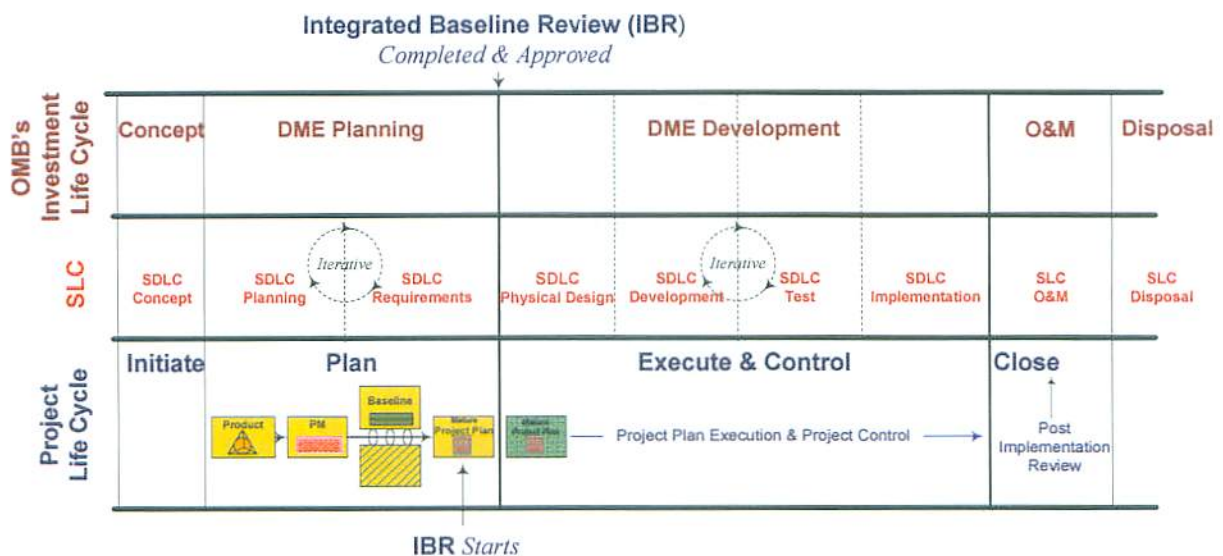 Integrated Baseline Review (IBR)
Completed & Approved
OMB's
Investment
Life Cycle
Concept
DME Planning
DME Development
O&M
Disposal
SLC
SDLC
Concept
SDLC
Planning
Iterative
SDLC
Requirements
SDLC
Physical Design
SDLC
Development
Iterative
SDLC
Test
SDLC
Implementation
SLC
O&M
SLC
Disposal
Project
Life Cycle
Initiate
Plan
Execute & Control
Close
Product
PM
Baseline
Mature
Project Plan
Mature
Project Plan
Project Plan Execution & Project Control
Post
Implementation
Review
IBR Starts